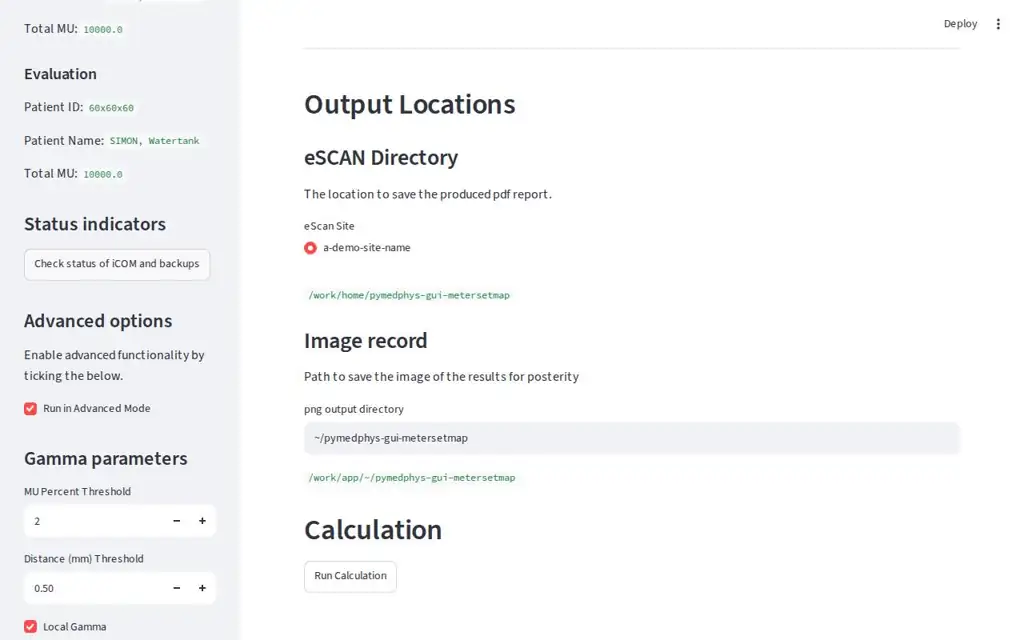 Total MU: 10000.0
Evaluation
Patient ID: 60x60x60
Patient Name: SIMON, Watertank
Total MU: 10000.0
Status indicators
Check status of iCOM and backups
Advanced options
Enable advanced functionality by
ticking the below.
Run in Advanced Mode
Gamma parameters
MU Percent Threshold
2
Distance (mm) Threshold
0.50
Local Gamma
Deploy
Output Locations
eSCAN Directory
The location to save the produced pdf report.
eScan Site
a-demo-site-name
/work/home/pymedphys-gui-metersetmap
Image record
Path to save the image of the results for posterity
png output directory
~/pymedphys-gui-metersetmap
/work/app/~/pymedphys-gui-metersetmap
Calculation
Run Calculation